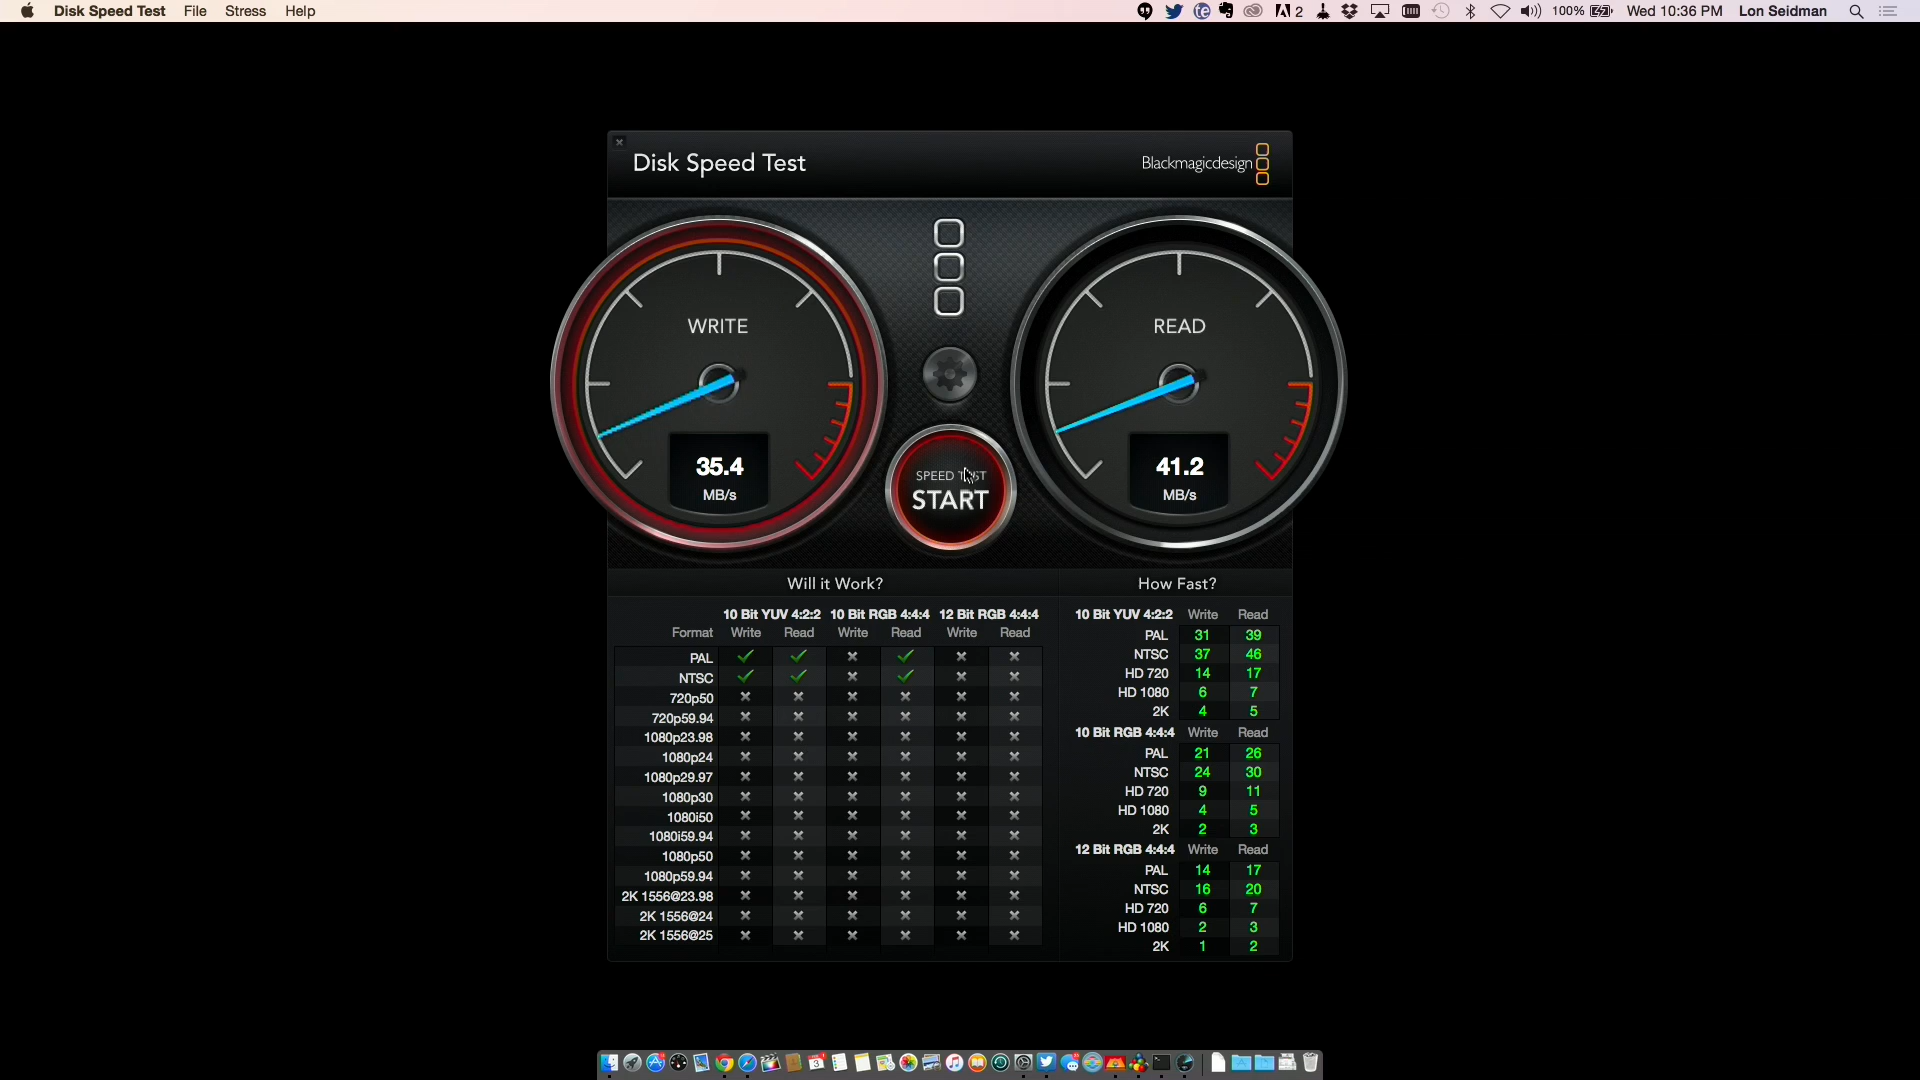 Disk Speed Test File Stress Help 2 100% Wed 10:36 PM Lon Seidman
Disk Speed Test
Blackmagicdesign
WRITE
READ
35.4
MB/s
41.2
MB/s
SPEED TEST
START
Will it Work?
How Fast?
10 Bit YUV 4:2:2 10 Bit RGB 4:4:4 12 Bit RGB 4:4:4
Format Write Read Write Read Write Read
PAL
NTSC
720p50
720p59.94
1080p23.98
1080p24
1080p29.97
1080p30
1080i50
1080i59.94
1080p50
1080p59.94
2K 1556@23.98
2K 1556@24
2K 1556@25
10 Bit YUV 4:2:2 Write Read
PAL 31 39
NTSC 37 46
HD 720 14 17
HD 1080 6 7
2K 4 5
10 Bit RGB 4:4:4 Write Read
PAL 21 26
NTSC 24 30
HD 720 9 11
HD 1080 4 5
2K 2 3
12 Bit RGB 4:4:4 Write Read
PAL 14 17
NTSC 16 20
HD 720 6 7
HD 1080 2 3
2K 1 2